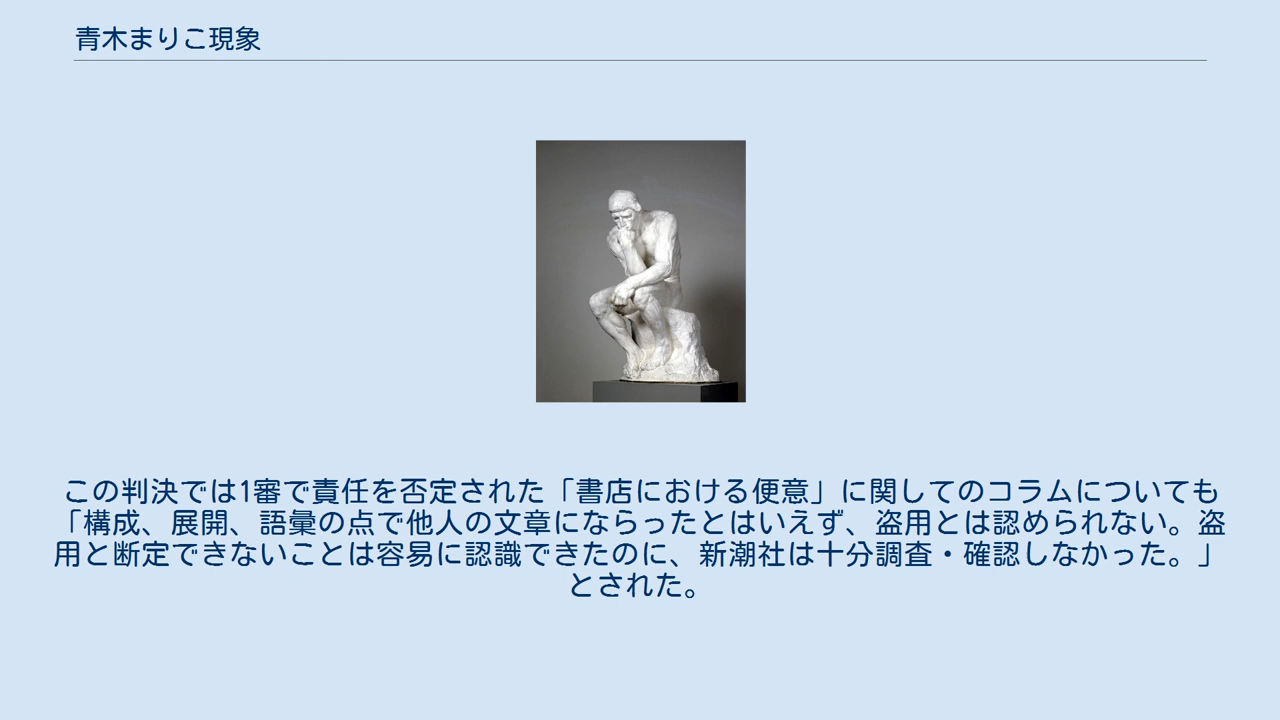 青木まりこ現象
この判決では1審で責任を否定された「書店における便意」に関してのコラムについても
「構成、展開、語彙の点で他人の文章にならったとはいえず、盗用とは認められない。盗
用と断定できないことは容易に認識できたのに、新潮社は十分調査・確認しなかった。」
とされた。